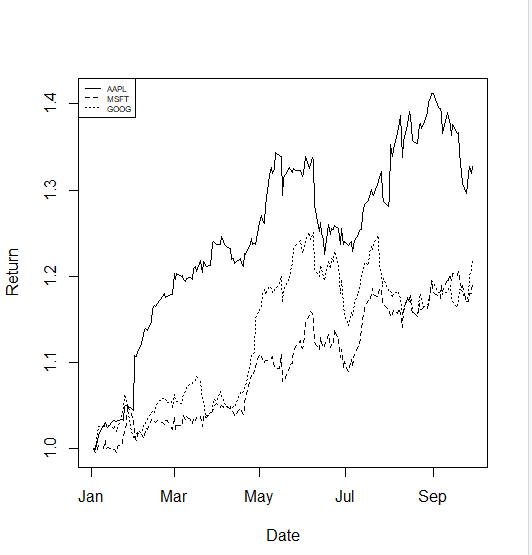 AAPL
MSFT
GOOG
Return
1.4
1.3
1.2
1.1
1.0
Jan Mar May Jul Sep
Date